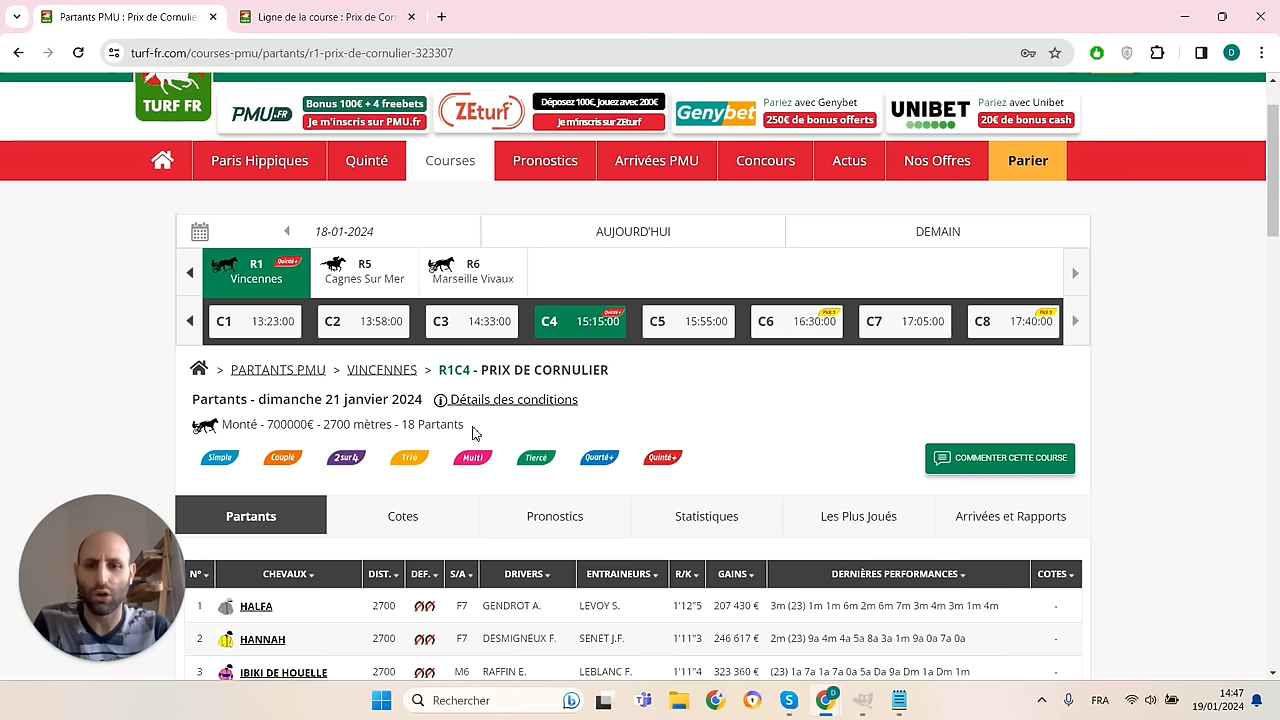 Partants PMU : Prix de Cornulie
Ligne de la course : Prix de Cor
turf-fr.com/courses-pmu/partants/r1-prix-de-cornulier-323307
D
TURF FR
PMU.FR
Bonus 100€ + 4 freebets
Je m'inscris sur PMU.fr
ZEturf
Déposez 100€, Jouez avec 200€
Je m'inscris sur ZEturf
Genybet
Pariez avec Genybet
250€ de bonus offerts
UNIBET
Pariez avec Unibet
20€ de bonus cash
Paris Hippiques Quinté Courses Pronostics Arrivées PMU Concours Actus Nos Offres Parier
18-01-2024 AUJOURD'HUI DEMAIN
R1 Quinté+ R5 R6
Vincennes Cagnes Sur Mer Marseille Vivaux
C1 13:23:00 C2 13:58:00 C3 14:33:00 C4 15:15:00 Quinté+ C5 15:55:00 C6 16:30:00 Pick 5 C7 17:05:00 C8 17:40:00 Pick 5
> PARTANTS PMU > VINCENNES > R1C4 - PRIX DE CORNULIER
Partants - dimanche 21 janvier 2024 Détails des conditions
Monté - 700000€ - 2700 mètres - 18 Partants
Simple Couplé 2sur4 Trio Multi Tiercé Quarté+ Quinté+
COMMENTER CETTE COURSE
Partants Cotes Pronostics Statistiques Les Plus Joués Arrivées et Rapports
N° CHEVAUX DIST. DEF. S/A DRIVERS ENTRAINEURS R/K GAINS DERNIÈRES PERFORMANCES COTES
1 HALFA 2700 F7 GENDROT A. LEVOY S. 1'12"5 207 430 € 3m (23) 1m 1m 6m 2m 6m 7m 3m 4m 3m 1m 4m -
2 HANNAH 2700 F7 DESMIGNEUX F. SENET J.F. 1'11"3 246 617 € 2m (23) 9a 4m 4a 5a 8a 3a 1m 9a 0a 7a 0a -
3 IBIKI DE HOUELLE 2700 M6 RAFFIN E. LEBLANC F. 1'11"4 323 360 € (23) 1a 7a 1a 7a 0a 5a Da 9a Dm 1a Dm 1m -
Rechercher
D
FRA
14:47
19/01/2024